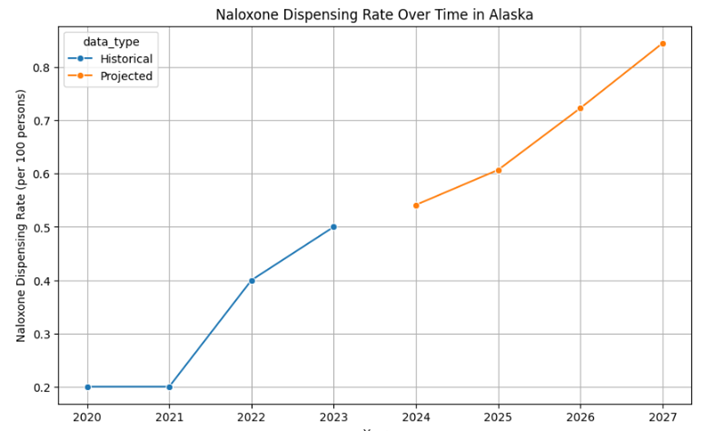 Naloxone Dispensing Rate Over Time in Alaska
data_type
Historical
Projected
Naloxone Dispensing Rate (per 100 persons)
0.8
0.7
0.6
0.5
0.4
0.3
0.2
2020 2021 2022 2023 2024 2025 2026 2027